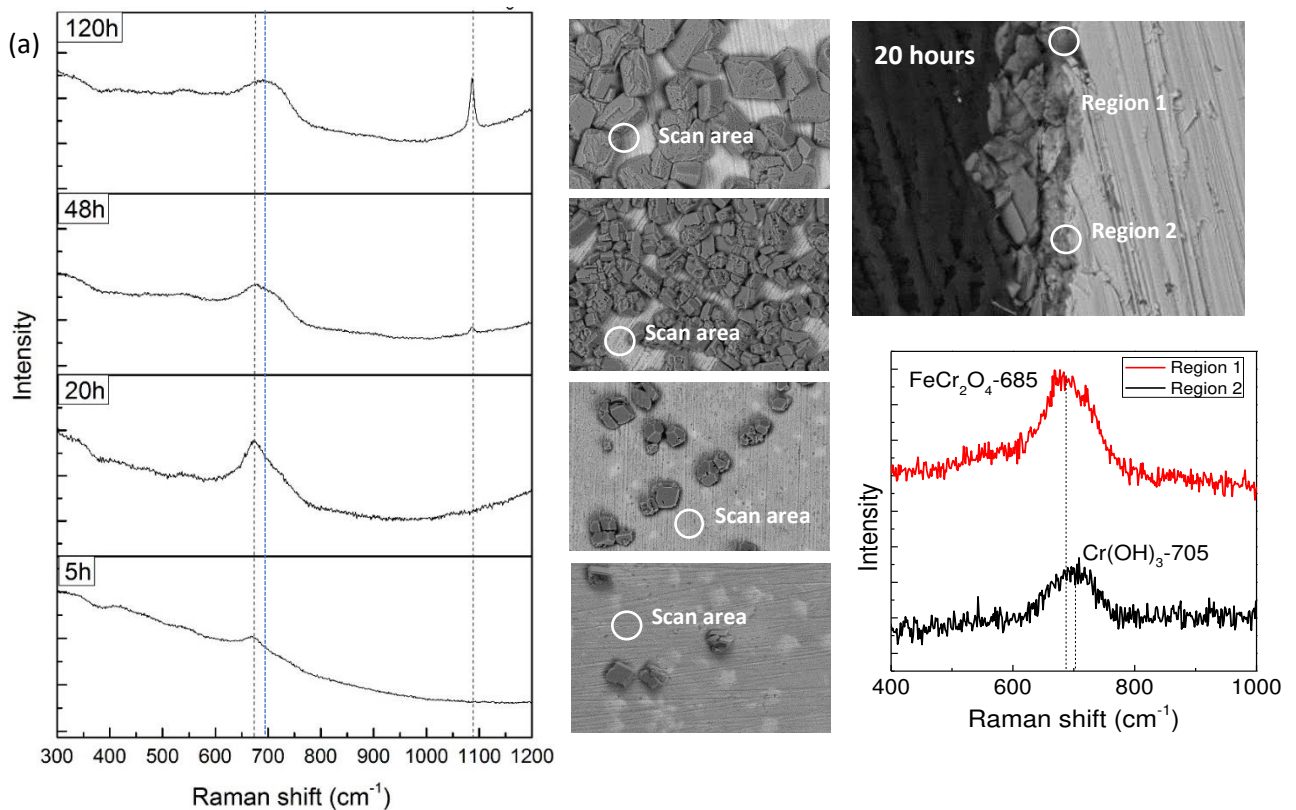 (a)
120h
48h
20h
5h
Intensity
300 400 500 600 700 800 900 1000 1100 1200
Raman shift (cm⁻¹)
Scan area
Scan area
Scan area
Scan area
20 hours
Region 1
Region 2
Region 1
Region 2
FeCr₂O₄-685
Cr(OH)₃-705
Intensity
400 600 800 1000
Raman shift (cm⁻¹)